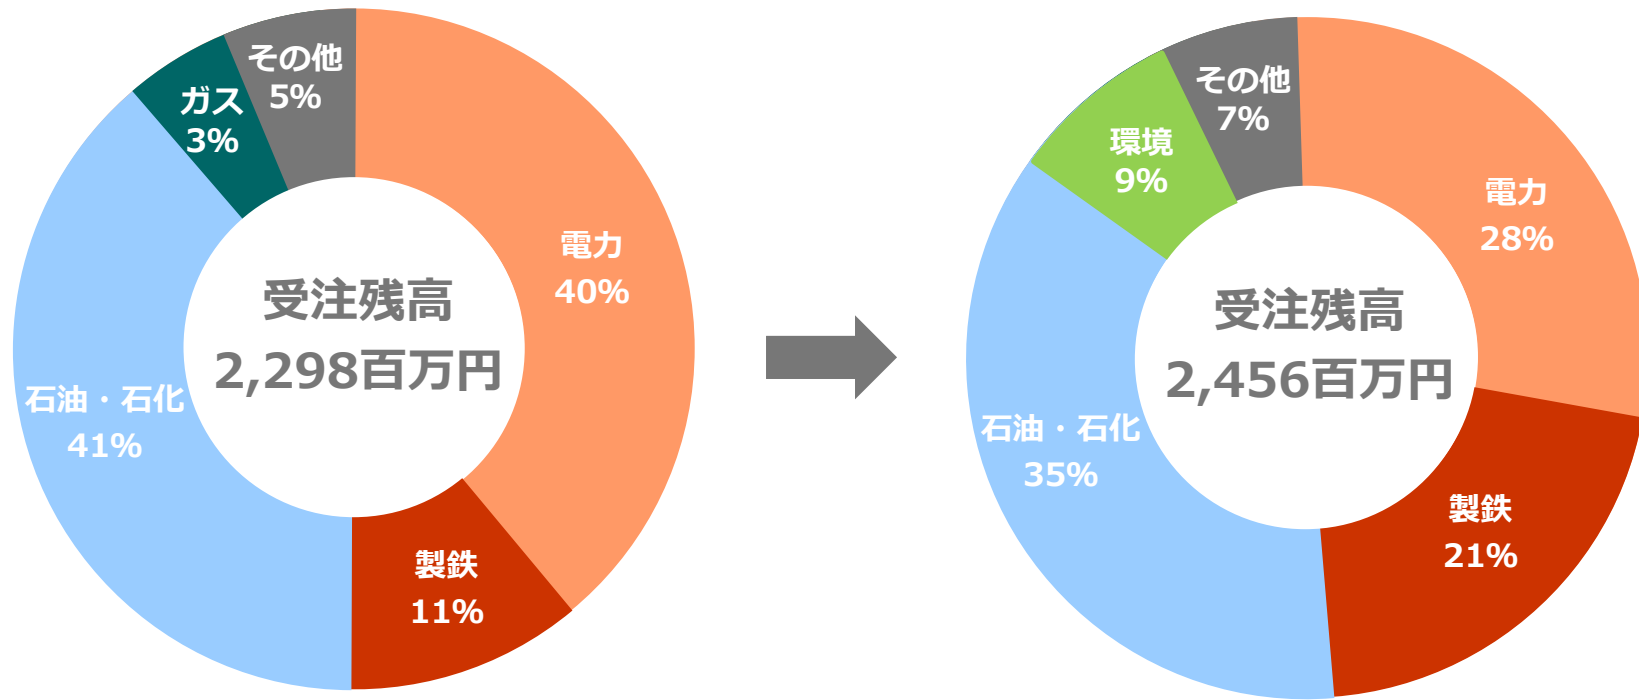 その他
5%
ガス
3%
電力
40%
受注残高
2,298百万円
石油・石化
41%
製鉄
11%
その他
7%
環境
9%
電力
28%
受注残高
2,456百万円
石油・石化
35%
製鉄
21%